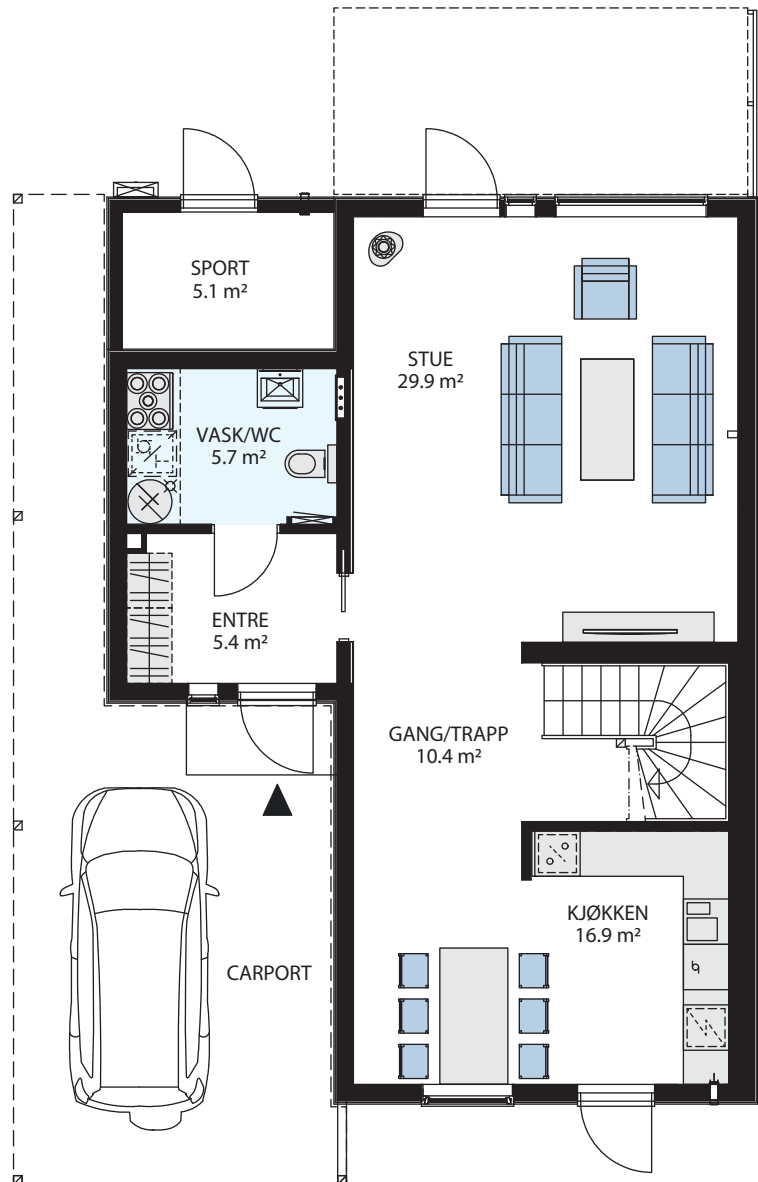 SPORT
5.1 m²
STUE
29.9 m²
VASK/WC
5.7 m²
ENTRE
5.4 m²
GANG/TRAPP
10.4 m²
KJØKKEN
16.9 m²
CARPORT